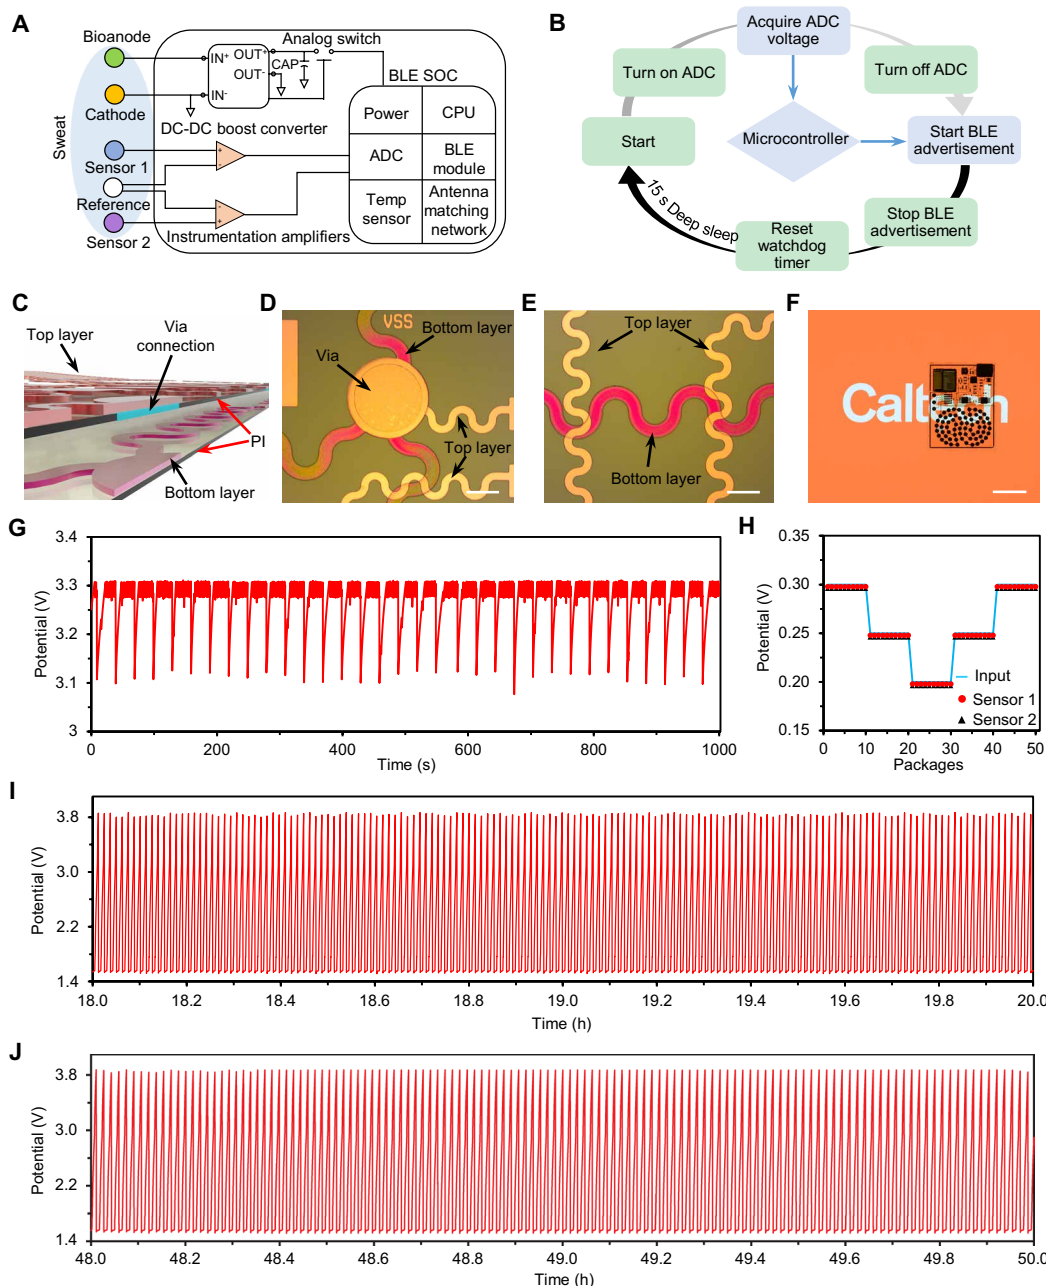 A
Bioanode
Cathode
Sweat
Sensor 1
Reference
Sensor 2
IN+
IN-
OUT+
OUT-
CAP
Analog switch
DC-DC boost converter
BLE SOC
Power
CPU
ADC
BLE
module
Temp
sensor
Antenna
matching
network
+
-
-
+
Instrumentation amplifiers
B
Acquire ADC
voltage
Turn on ADC
Turn off ADC
Start
Microcontroller
Start BLE
advertisement
15 s Deep sleep
Reset
watchdog
timer
Stop BLE
advertisement
C
Top layer
Via
connection
PI
Bottom layer
D
VSS
Bottom layer
Via
Top layer
E
Top layer
Bottom layer
F
Caltech
G
Potential (V)
3.4
3.3
3.2
3.1
3
0
200
400
600
800
1000
Time (s)
H
Potential (V)
0.35
0.30
0.25
0.20
0.15
Input
Sensor 1
Sensor 2
0
10
20
30
40
50
Packages
I
Potential (V)
3.8
3.0
2.2
1.4
18.0
18.2
18.4
18.6
18.8
19.0
19.2
19.4
19.6
19.8
20.0
Time (h)
J
Potential (V)
3.8
3.0
2.2
1.4
48.0
48.2
48.4
48.6
48.8
49.0
49.2
49.4
49.6
49.8
50.0
Time (h)